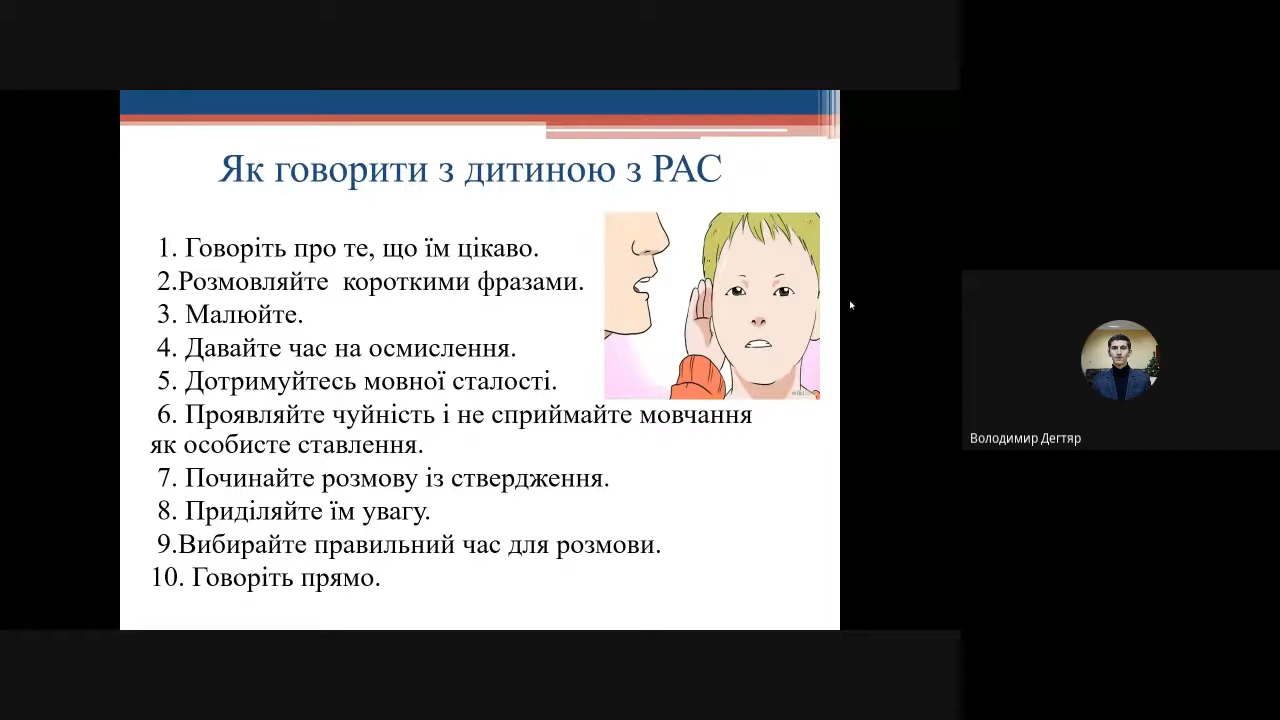 Як говорити з дитиною з РАС
1. Говоріть про те, що їм цікаво.
2.Розмовляйте короткими фразами.
3. Малюйте.
4. Давайте час на осмислення.
5. Дотримуйтесь мовної сталості.
6. Проявляйте чуйність і не сприймайте мовчання
як особисте ставлення.
7. Починайте розмову із ствердження.
8. Приділяйте їм увагу.
9.Вибирайте правильний час для розмови.
10. Говоріть прямо.
Володимир Дегтяр